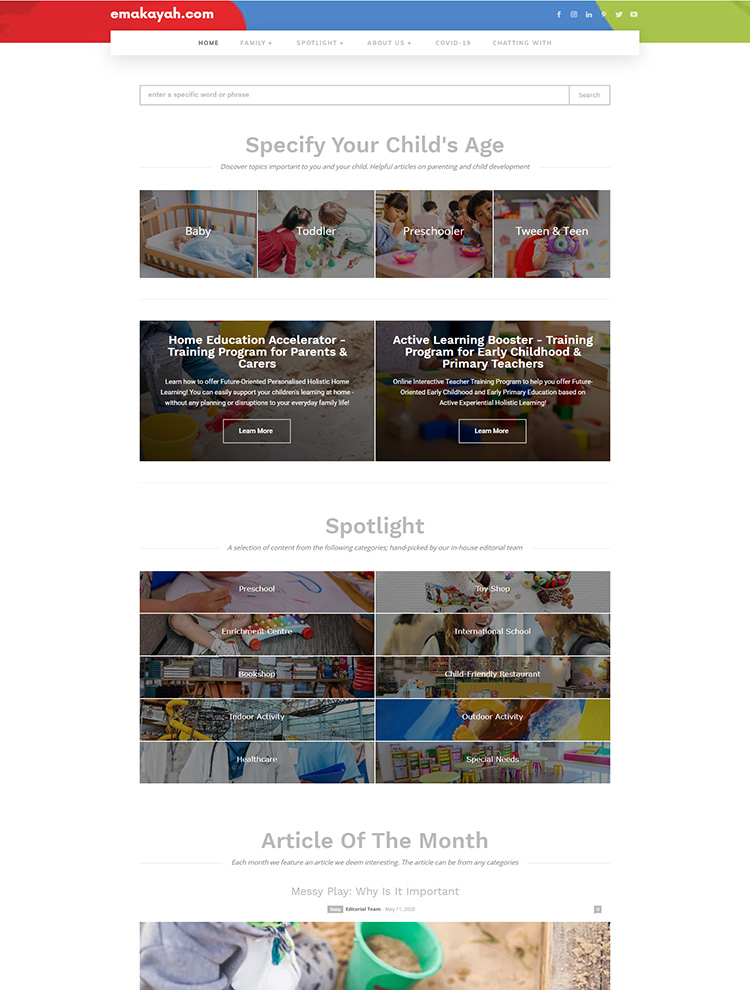 emakayah.com
HOME FAMILY + SPOTLIGHT + ABOUT US + COVID-19 CHATTING WITH
enter a specific word or phrase Search
Specify Your Child's Age
Discover topics important to you and your child. Helpful articles on parenting and child development
Baby Toddler Preschooler Tween & Teen
Home Education Accelerator -
Training Program for Parents &
Carers
Learn how to offer Future-Oriented Personalised Holistic Home
Learning! You can easily support your children's learning at home -
without any planning or disruptions to your everyday family life!
Learn More
Active Learning Booster - Training
Program for Early Childhood &
Primary Teachers
Online Interactive Teacher Training Program to help you offer Future-
Oriented Early Childhood and Early Primary Education based on
Active Experiential Holistic Learning!
Learn More
Spotlight
A selection of content from the following categories; hand-picked by our in-house editorial team
Preschool Toy Shop
Enrichment Centre International School
Bookshop Child-Friendly Restaurant
Indoor Activity Outdoor Activity
Healthcare Special Needs
Article Of The Month
Each month we feature an article we deem interesting. The article can be from any categories
Messy Play: Why Is It Important
Baby Editorial Team - May 11, 2020 0